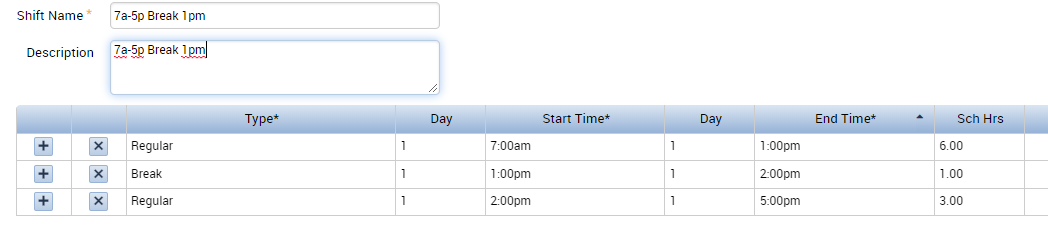 Shift Name * 7a-5p Break 1pm
Description 7a-5p Break 1pm
Type* Day Start Time* Day End Time* Sch Hrs
Regular 1 7:00am 1 1:00pm 6.00
Break 1 1:00pm 1 2:00pm 1.00
Regular 1 2:00pm 1 5:00pm 3.00